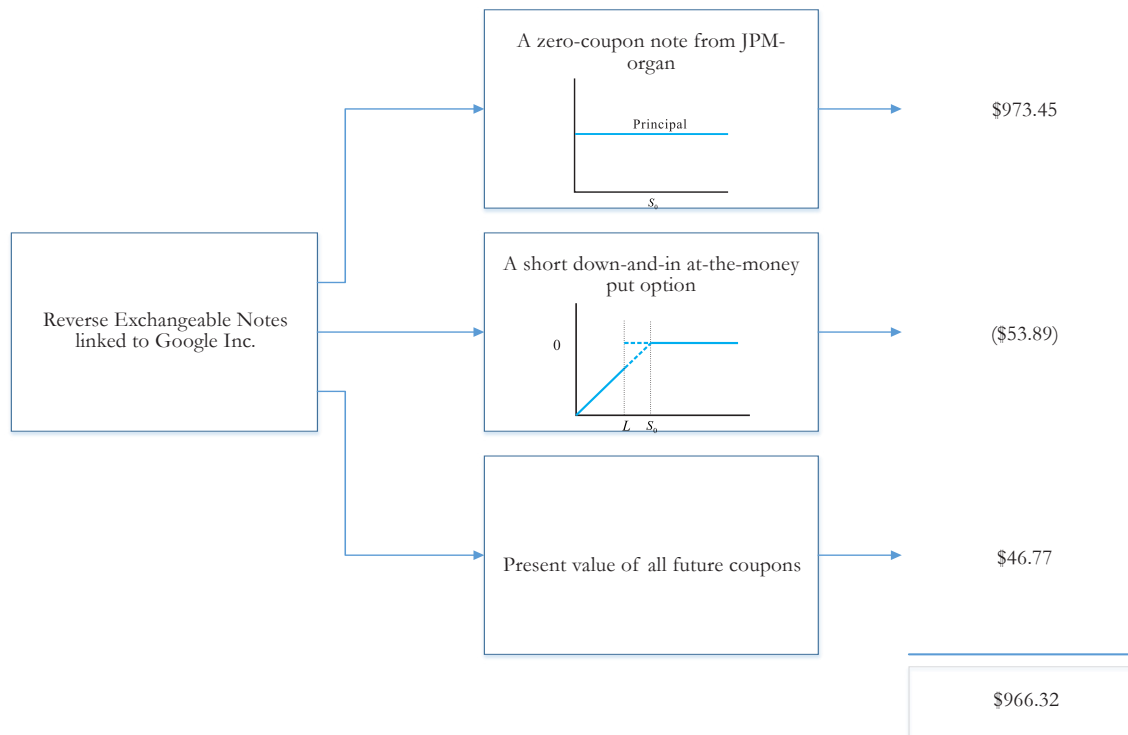 A zero-coupon note from JPM-
organ
Principal
S₀
$973.45
Reverse Exchangeable Notes
linked to Google Inc.
A short down-and-in at-the-money
put option
0
L S₀
($53.89)
Present value of all future coupons
$46.77
$966.32